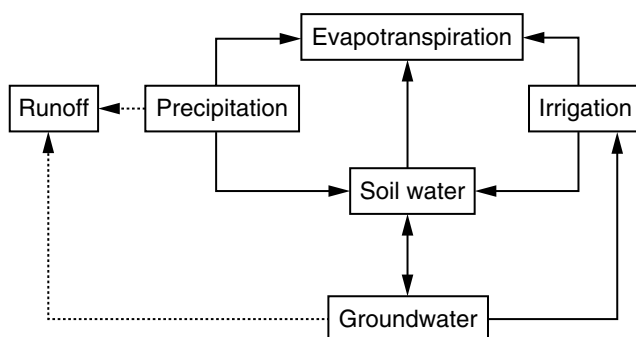 Evapotranspiration
Runoff
Precipitation
Irrigation
Soil water
Groundwater